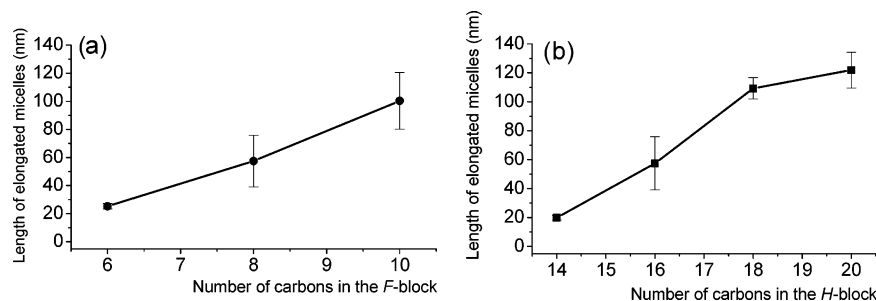 (a)
Length of elongated micelles (nm)
140
120
100
80
60
40
20
0
6 7 8 9 10
Number of carbons in the F-block
(b)
Length of elongated micelles (nm)
140
120
100
80
60
40
20
0
14 15 16 17 18 19 20
Number of carbons in the H-block